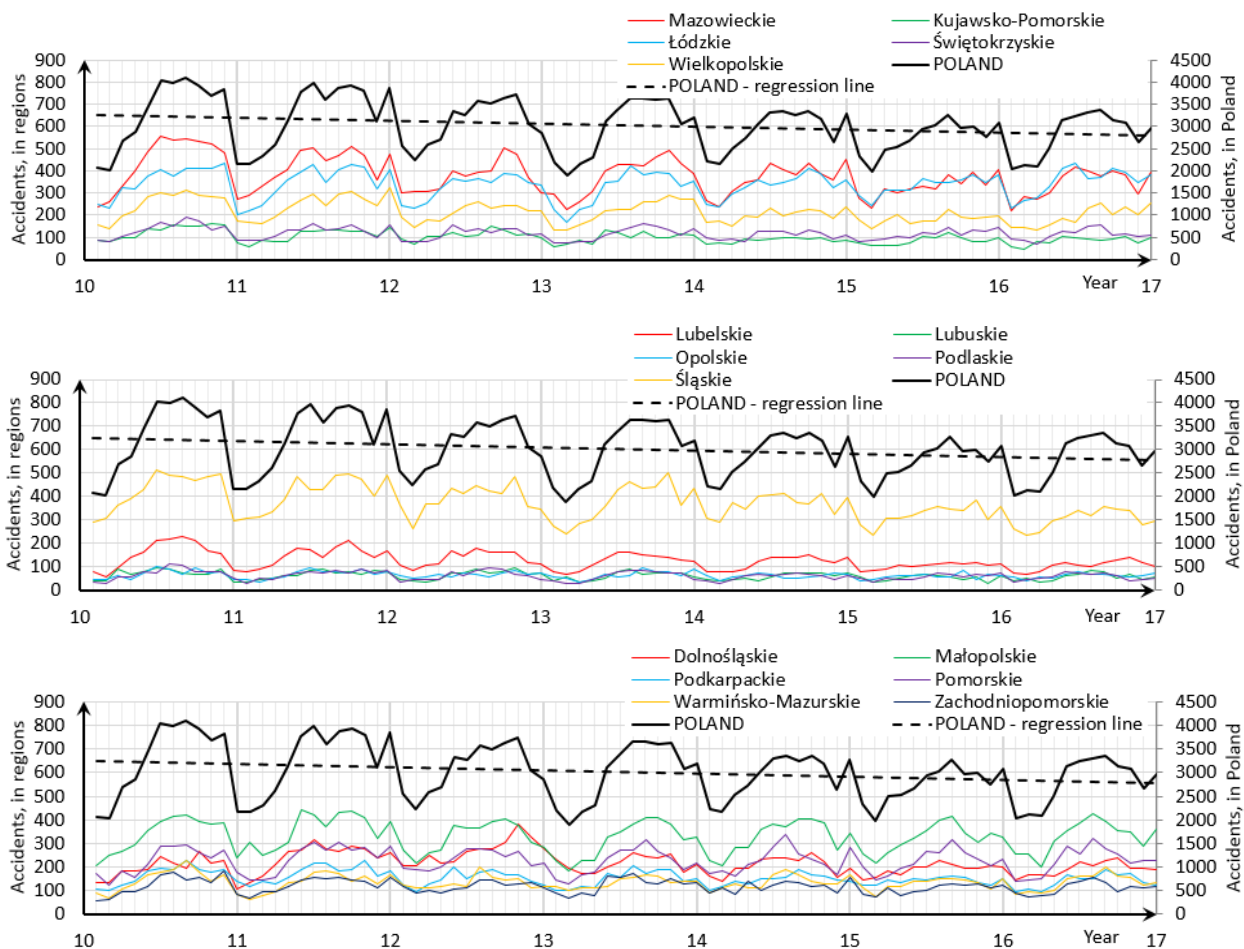 Mazowieckie Kujawsko-Pomorskie
Łódzkie Świętokrzyskie
Wielkopolskie POLAND
POLAND - regression line
Accidents, in regions
900
800
700
600
500
400
300
200
100
0
4500
4000
3500
3000
2500
2000
1500
1000
500
0
Accidents, in Poland
10 11 12 13 14 15 16 Year 17
Lubelskie Lubuskie
Opolskie Podlaskie
Śląskie POLAND
POLAND - regression line
Accidents, in regions
900
800
700
600
500
400
300
200
100
0
4500
4000
3500
3000
2500
2000
1500
1000
500
0
Accidents, in Poland
10 11 12 13 14 15 16 Year 17
Dolnośląskie Małopolskie
Podkarpackie Pomorskie
Warmińsko-Mazurskie Zachodniopomorskie
POLAND POLAND - regression line
Accidents, in regions
900
800
700
600
500
400
300
200
100
0
4500
4000
3500
3000
2500
2000
1500
1000
500
0
Accidents, in Poland
10 11 12 13 14 15 16 Year 17